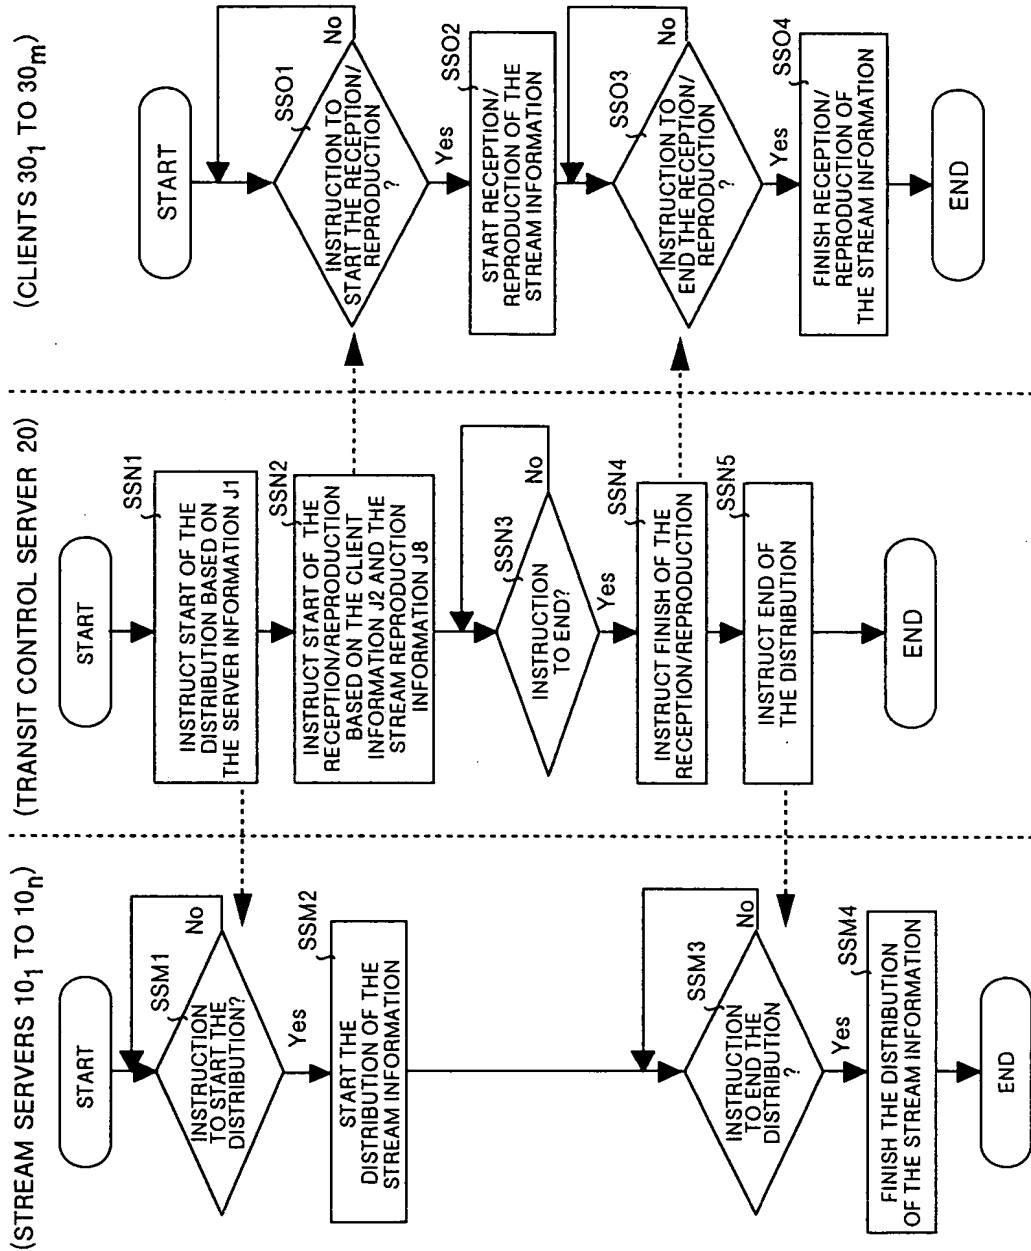 (STREAM SERVERS 10₁ TO 10ₙ)
START
SSM1
INSTRUCTION
TO START THE
DISTRIBUTION?
No
Yes
SSM2
START THE
DISTRIBUTION OF THE
STREAM INFORMATION
SSM3
INSTRUCTION
TO END THE
DISTRIBUTION
?
No
Yes
SSM4
FINISH THE DISTRIBUTION
OF THE STREAM INFORMATION
END
(TRANSIT CONTROL SERVER 20)
START
SSN1
INSTRUCT START OF THE
DISTRIBUTION BASED ON
THE SERVER INFORMATION J1
SSN2
INSTRUCT START OF THE
RECEPTION/REPRODUCTION
BASED ON THE CLIENT
INFORMATION J2 AND THE
STREAM REPRODUCTION
INFORMATION J8
SSN3
INSTRUCTION
TO END?
No
Yes
SSN4
INSTRUCT FINISH OF THE
RECEPTION/REPRODUCTION
SSN5
INSTRUCT END OF
THE DISTRIBUTION
END
(CLIENTS 30₁ TO 30ₘ)
START
SSO1
INSTRUCTION TO
START THE RECEPTION/
REPRODUCTION
?
No
Yes
SSO2
START RECEPTION/
REPRODUCTION OF THE
STREAM INFORMATION
SSO3
INSTRUCTION TO
END THE RECEPTION/
REPRODUCTION
?
No
Yes
SSO4
FINISH RECEPTION/
REPRODUCTION OF
THE STREAM INFORMATION
END